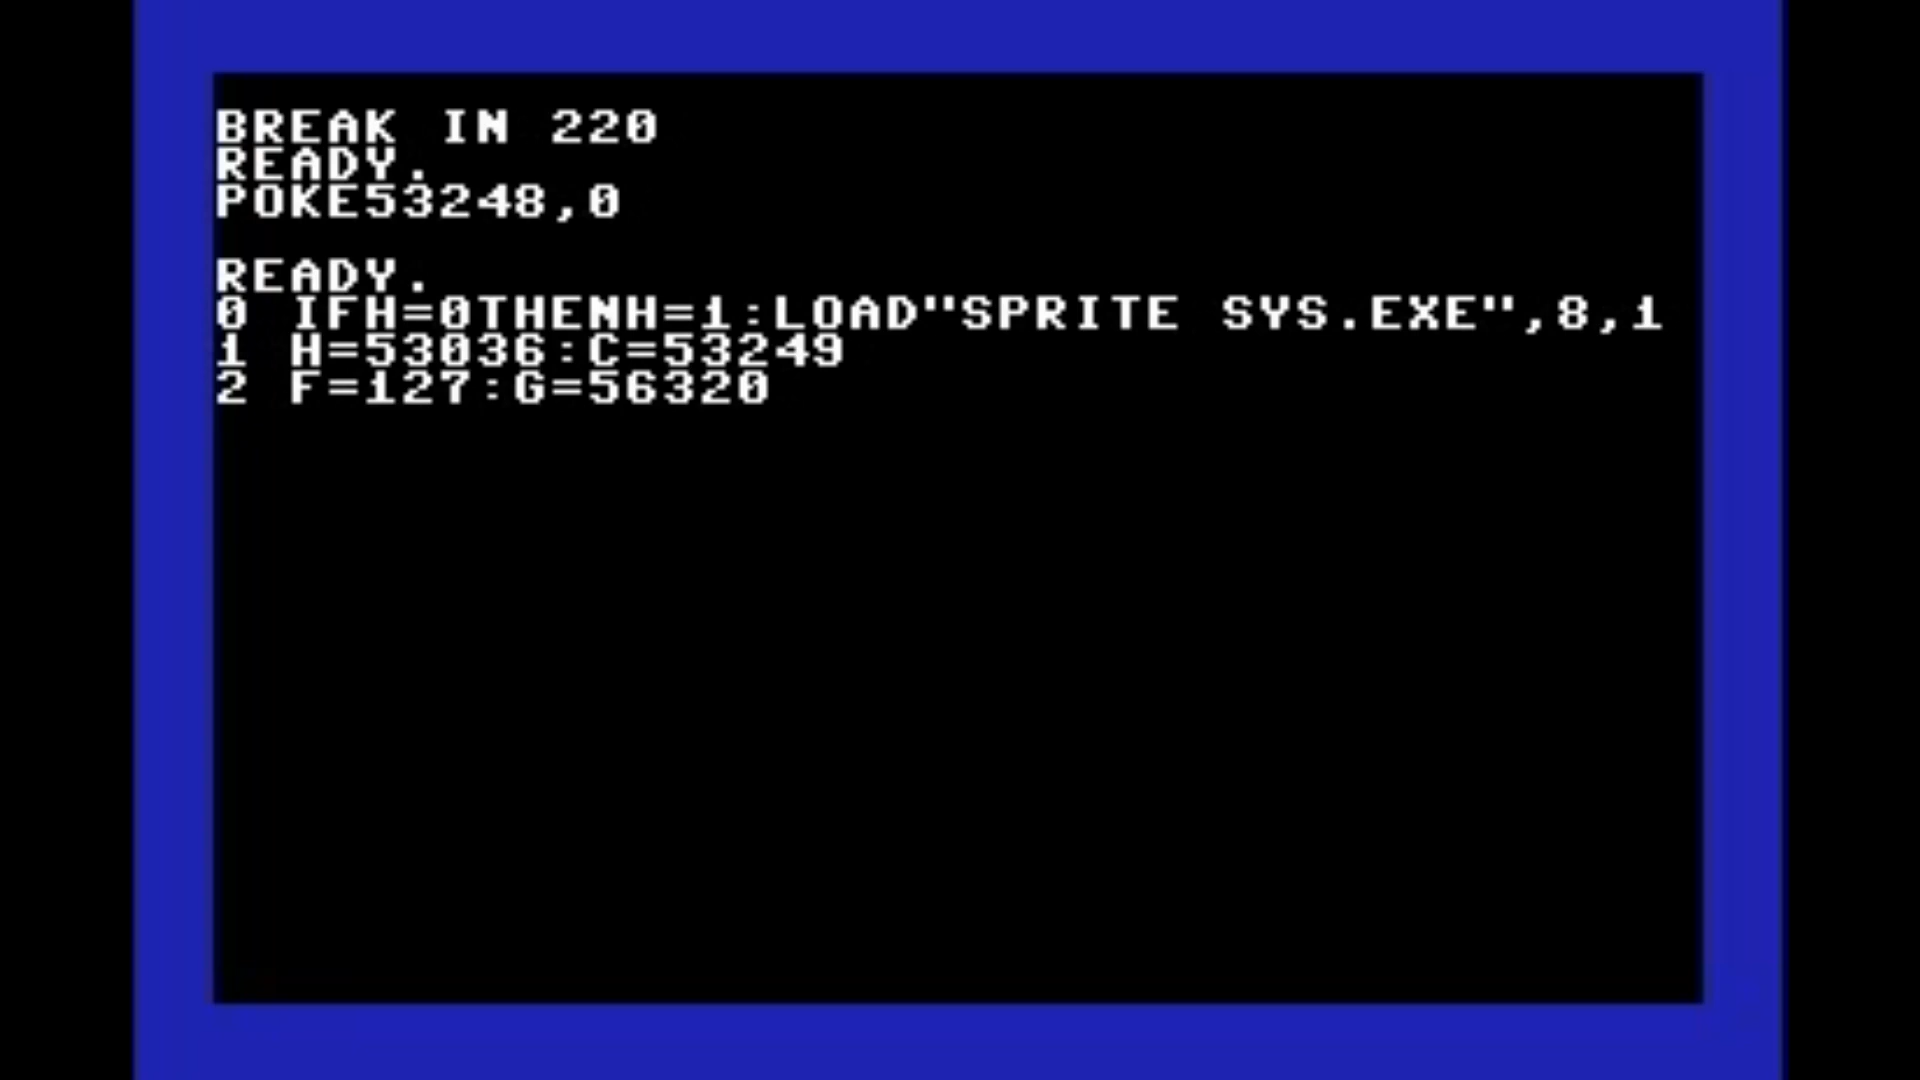 BREAK IN 220
READY.
POKE53248,0
READY.
0 IFH=0THENH=1:LOAD"SPRITE SYS.EXE",8,1
1 H=53036:C=53249
2 F=127:G=56320